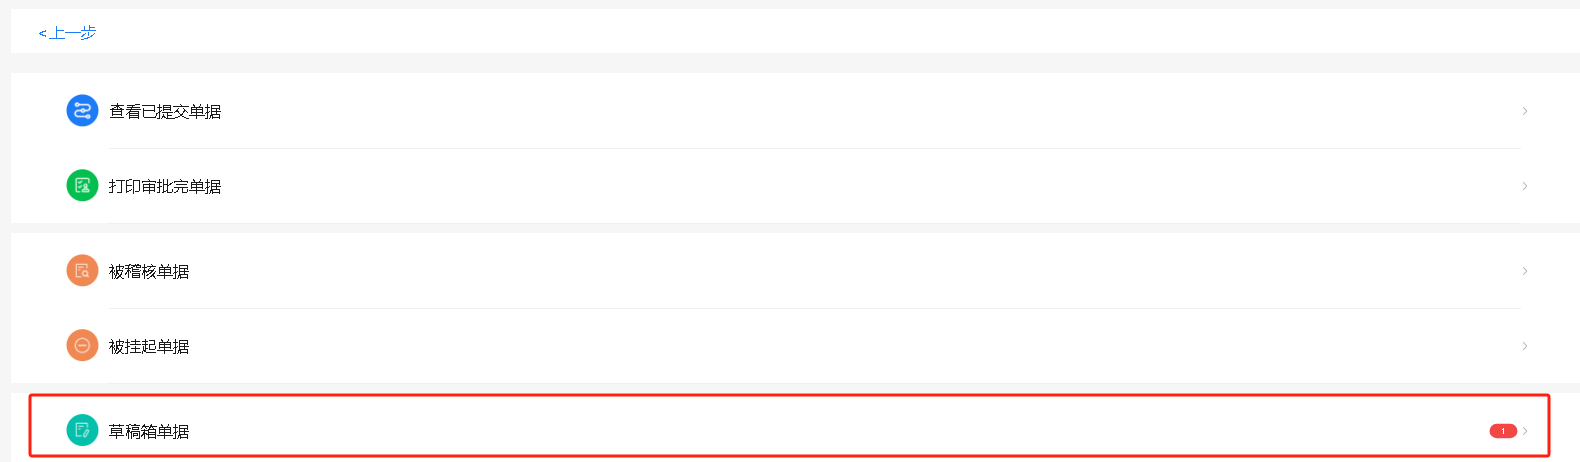 <上一步
查看已提交单据
打印审批完单据
被稽核单据
被挂起单据
草稿箱单据 1